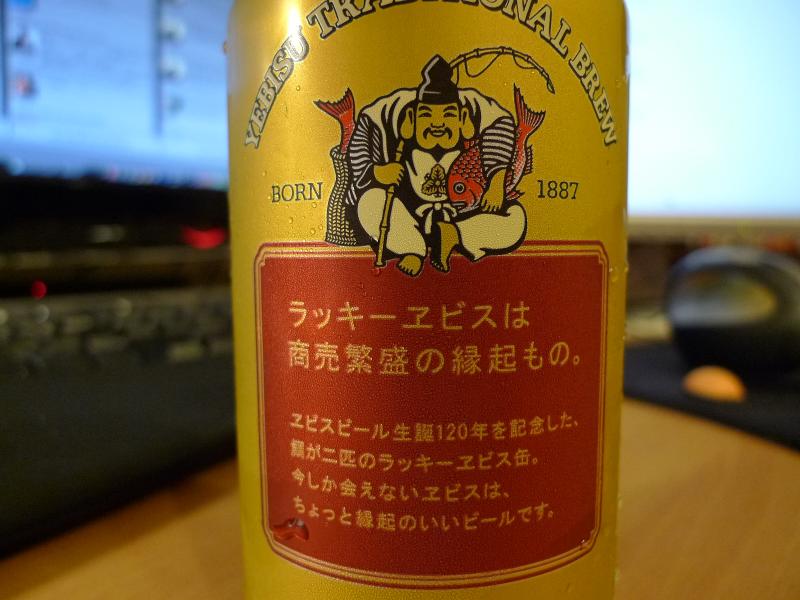 YEBISU TRADITIONAL BREW
BORN 1887
ラッキーヱビスは
商売繁盛の縁起もの。
ヱビスビール生誕120年を記念した、
鯛が二匹のラッキーヱビス缶。
今しか会えないヱビスは、
ちょっと縁起のいいビールです。